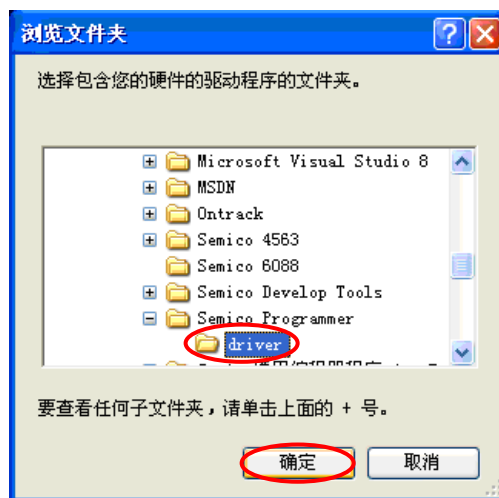 浏览文件夹
选择包含您的硬件的驱动程序的文件夹。
Microsoft Visual Studio 8
MSDN
Ontrack
Semico 4563
Semico 6088
Semico Develop Tools
Semico Programmer
driver
要查看任何子文件夹，请单击上面的 + 号。
确定 取消